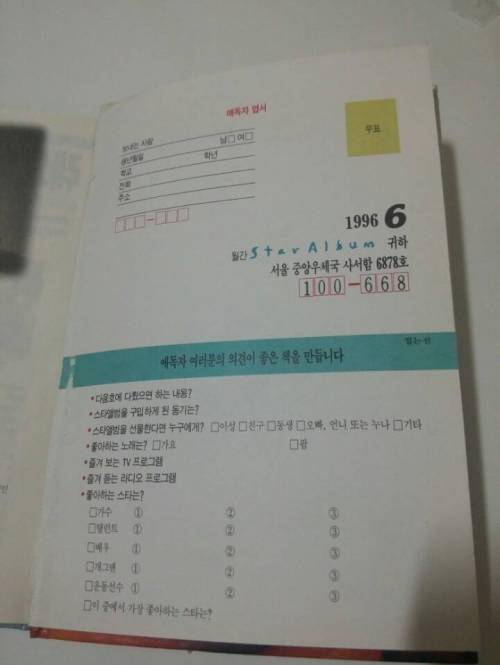 애독자 엽서
우표
보내는 사람 남□ 여□
생년월일
학교 학년
전화
주소
1996 6
월간 Star Album 귀하
서울 중앙우체국 사서함 6878호
100-668
접는선
애독자 여러분의 의견이 좋은 책을 만듭니다
•다음호에 다뤘으면 하는 내용?
•스타앨범을 구입하게 된 동기는?
•스타앨범을 선물한다면 누구에게? □이성 □친구 □동생 □오빠, 언니 또는 누나 □기타
•좋아하는 노래는? □가요 □팝
•즐겨 보는 TV 프로그램
•즐겨 듣는 라디오 프로그램
•좋아하는 스타는?
□가수 ① ② ③
□탤런트 ① ② ③
□배우 ① ② ③
□개그맨 ① ② ③
□운동선수 ① ② ③
□이 중에서 가장 좋아하는 스타는?